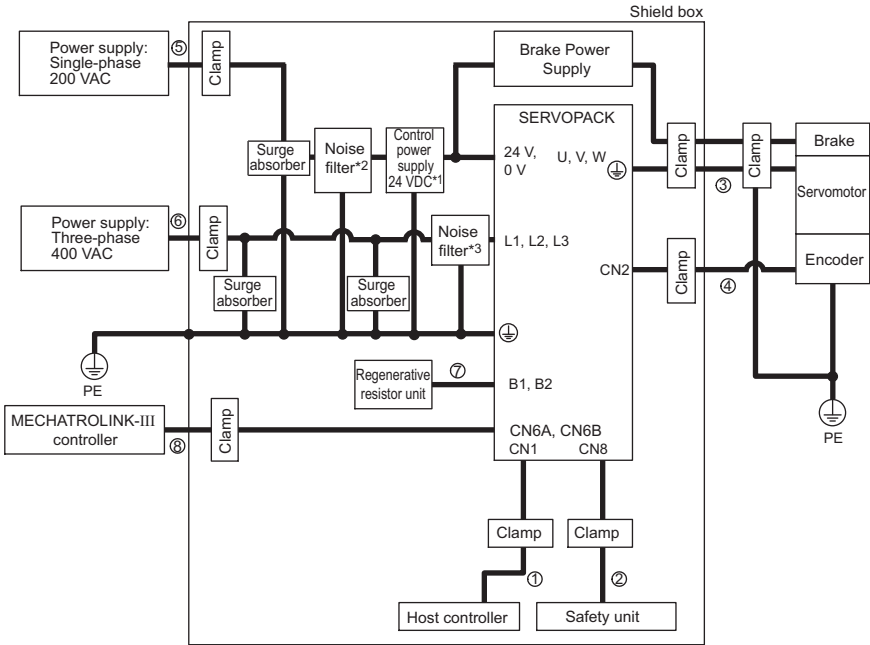 Shield box
Power supply:
Single-phase
200 VAC
⑤
Clamp
Brake Power
Supply
SERVOPACK
Surge
absorber
Noise
filter*2
Control
power
supply
24 VDC*1
24 V,
0 V
U, V, W
Clamp
③
Clamp
Brake
Servomotor
Power supply:
Three-phase
400 VAC
⑥
Clamp
Noise
filter*3
L1, L2, L3
Surge
absorber
Surge
absorber
CN2
Clamp
④
Encoder
PE
Regenerative
resistor unit
⑦
B1, B2
PE
MECHATROLINK-III
controller
⑧
Clamp
CN6A, CN6B
CN1
CN8
Clamp
Clamp
①
②
Host controller
Safety unit